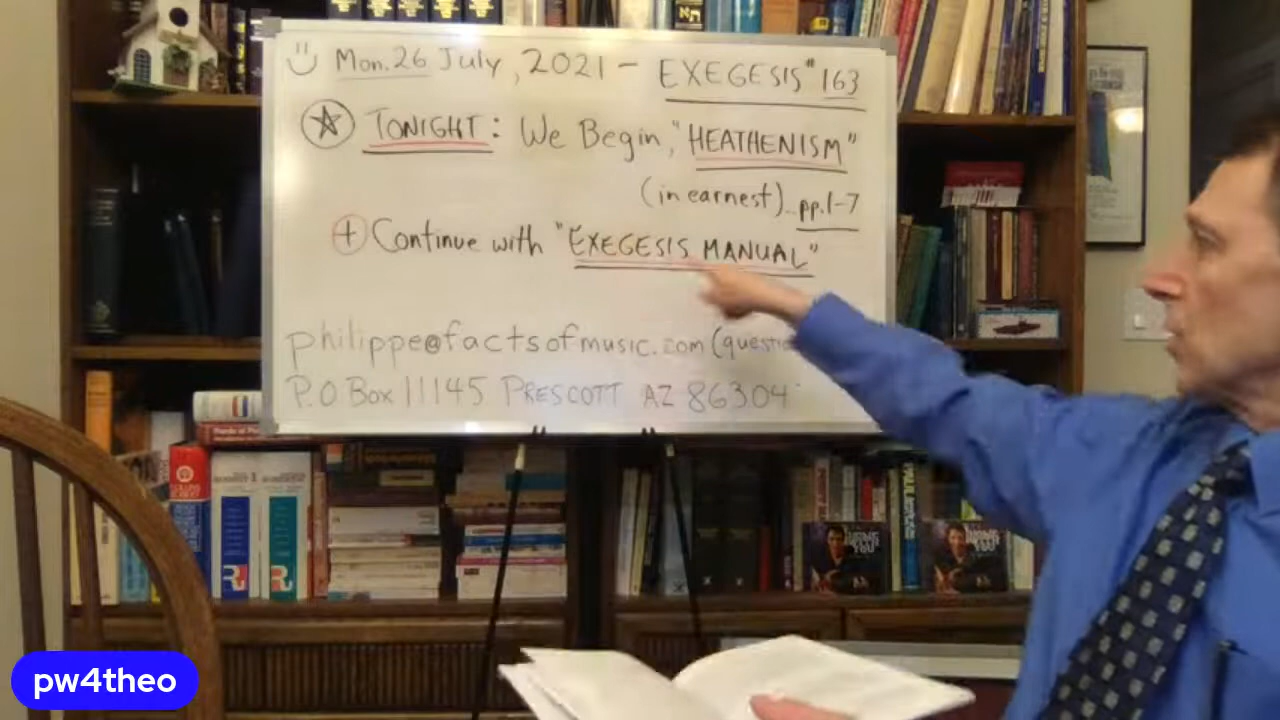 Mon. 26 July, 2021 - EXEGESIS #163
TONIGHT: We Begin, "HEATHENISM"
(in earnest)... pp. 1-7
+ Continue with "EXEGESIS MANUAL"
philippe@factsofmusic.com
P.O Box 11145 PRESCOTT AZ 86304
pw4theo